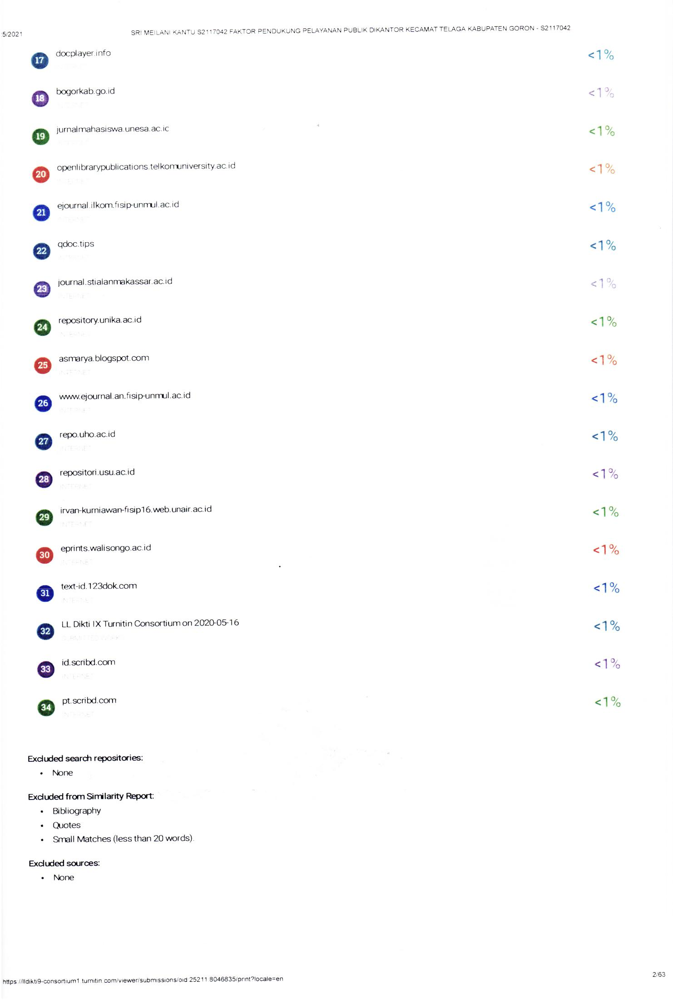 5/2021
SRI MEILANI KANTU S2117042 FAKTOR PENDUKUNG PELAYANAN PUBLIK DIKANTOR KECAMAT TELAGA KABUPATEN GORON - S2117042
17 docplayer.info <1%
INTERNET
18 bogorkab.go.id <1%
INTERNET
19 jurnalmahasiswa.unesa.ac.ic <1%
INTERNET
20 openlibrarypublications.telkomuniversity.ac.id <1%
INTERNET
21 ejournal.ilkom.fisip-unmul.ac.id <1%
INTERNET
22 qdoc.tips <1%
INTERNET
23 journal.stialanmakassar.ac.id <1%
INTERNET
24 repository.unika.ac.id <1%
INTERNET
25 asmarya.blogspot.com <1%
INTERNET
26 www.ejournal.an.fisip-unmul.ac.id <1%
INTERNET
27 repo.uho.ac.id <1%
INTERNET
28 repositori.usu.ac.id <1%
INTERNET
29 irvan-kurniawan-fisip16.web.unair.ac.id <1%
INTERNET
30 eprints.walisongo.ac.id <1%
INTERNET
31 text-id.123dok.com <1%
INTERNET
32 LL Dikti IX Turnitin Consortium on 2020-05-16 <1%
SUBMITTED WORKS
33 id.scribd.com <1%
INTERNET
34 pt.scribd.com <1%
INTERNET
Excluded search repositories:
• None
Excluded from Similarity Report:
• Bibliography
• Quotes
• Small Matches (less than 20 words).
Excluded sources:
• None
https://lldikti9-consortium1.turnitin.com/viewer/submissions/oid:25211:8046835/print?locale=en
2/63